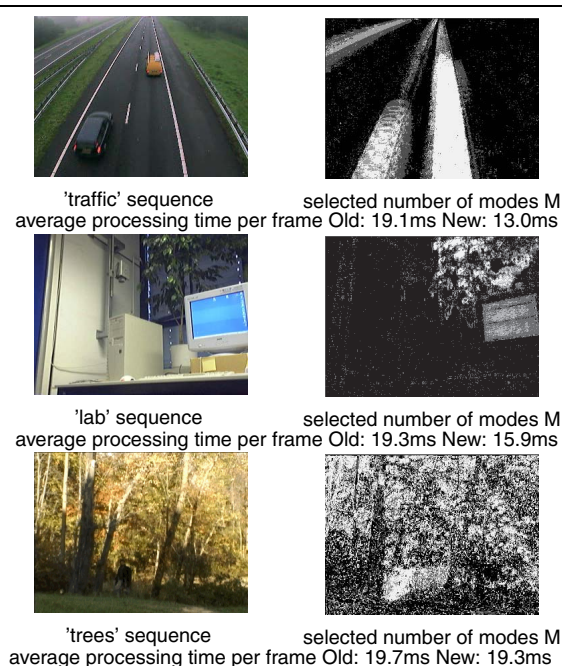 'traffic' sequence selected number of modes M
average processing time per frame Old: 19.1ms New: 13.0ms
'lab' sequence selected number of modes M
average processing time per frame Old: 19.3ms New: 15.9ms
'trees' sequence selected number of modes M
average processing time per frame Old: 19.7ms New: 19.3ms